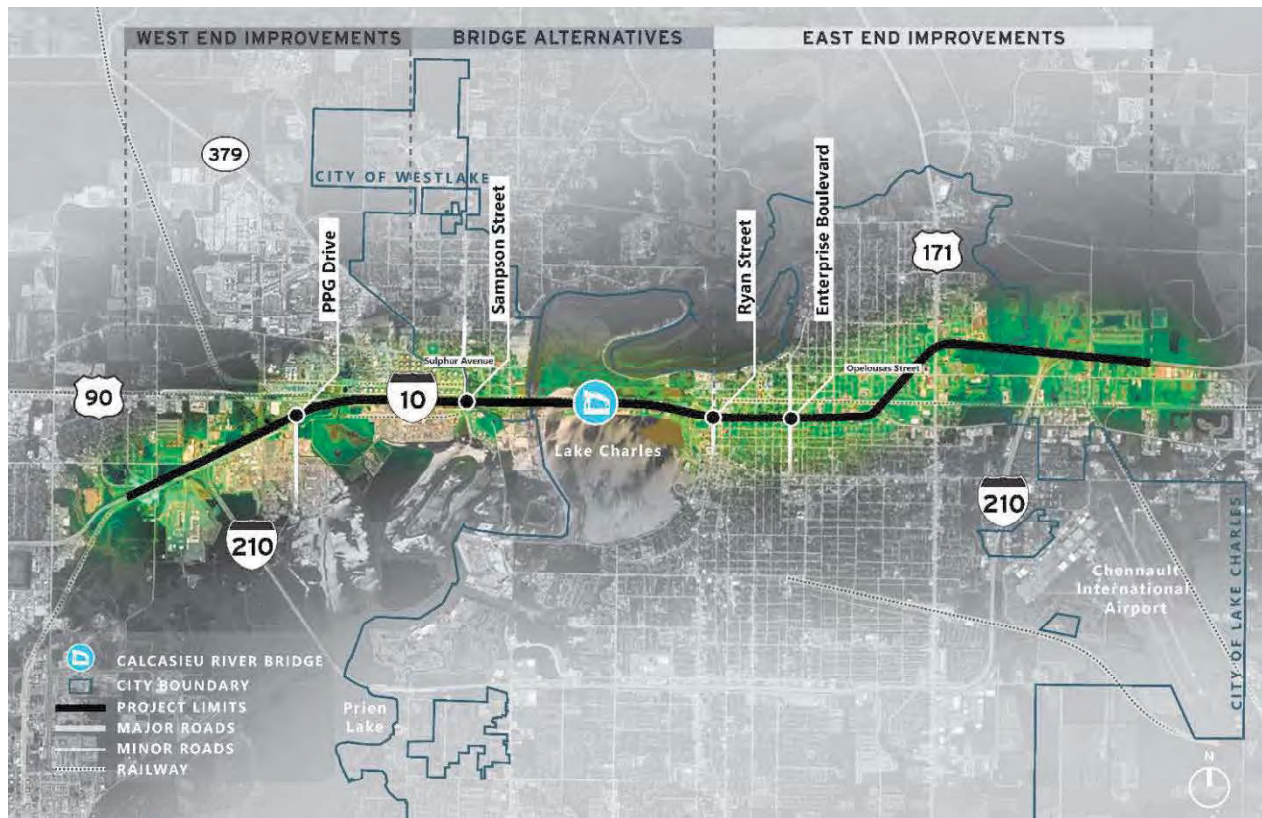 WEST END IMPROVEMENTS
BRIDGE ALTERNATIVES
EAST END IMPROVEMENTS
379
CITY OF WESTLAKE
PPG Drive
Sampson Street
Ryan Street
Enterprise Boulevard
171
Sulphur Avenue
Opelousas Street
90
10
Lake Charles
210
210
Chennault
International
Airport
CITY OF LAKE CHARLES
Prien
Lake
CALCASIEU RIVER BRIDGE
CITY BOUNDARY
PROJECT LIMITS
MAJOR ROADS
MINOR ROADS
RAILWAY
N